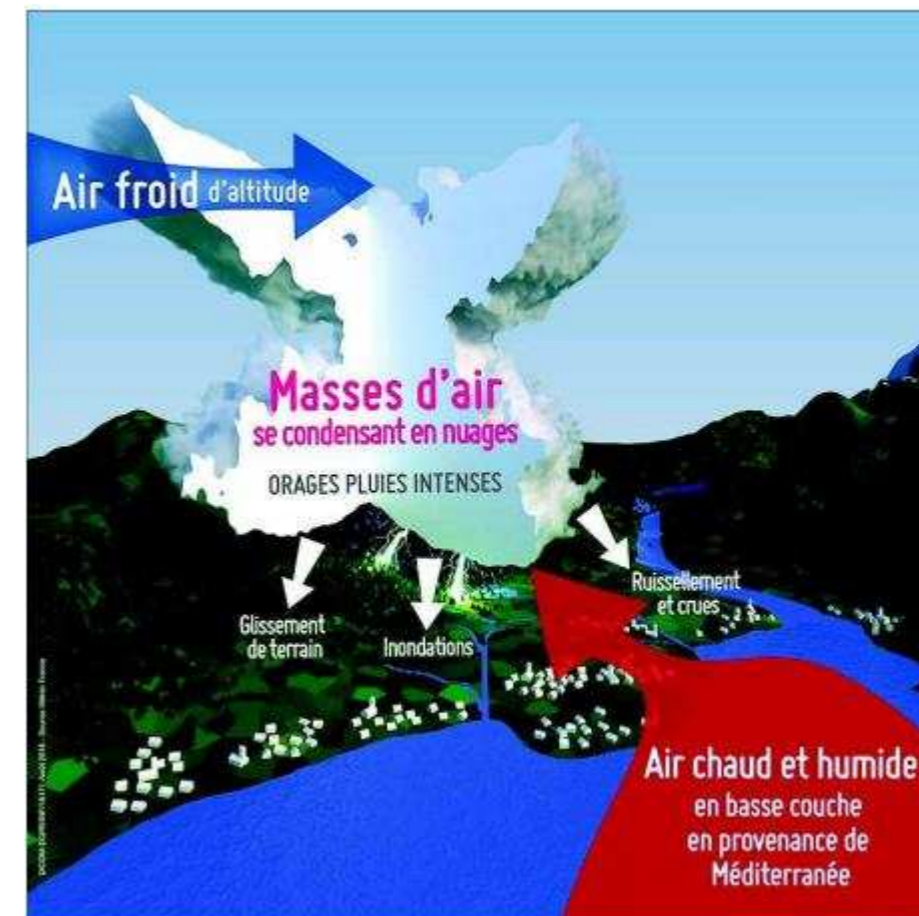 Air froid d'altitude
Masses d'air
se condensant en nuages
ORAGES PLUIES INTENSES
Glissement
de terrain
Inondations
Ruissellement
et crues
Air chaud et humide
en basse couche
en provenance de
Méditerranée